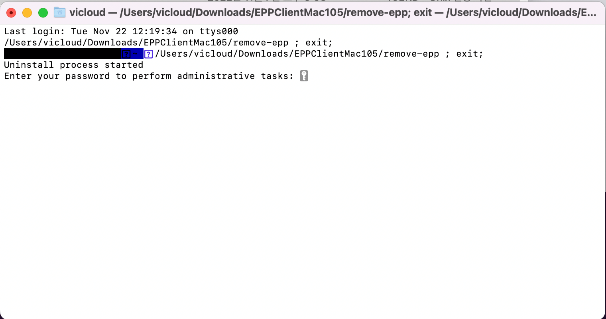 vicloud — /Users/vicloud/Downloads/EPPClientMac105/remove-epp; exit — /Users/vicloud/Downloads/E...
Last login: Tue Nov 22 12:19:34 on ttys000
/Users/vicloud/Downloads/EPPClientMac105/remove-epp ; exit;
/Users/vicloud/Downloads/EPPClientMac105/remove-epp ; exit;
Uninstall process started
Enter your password to perform administrative tasks: